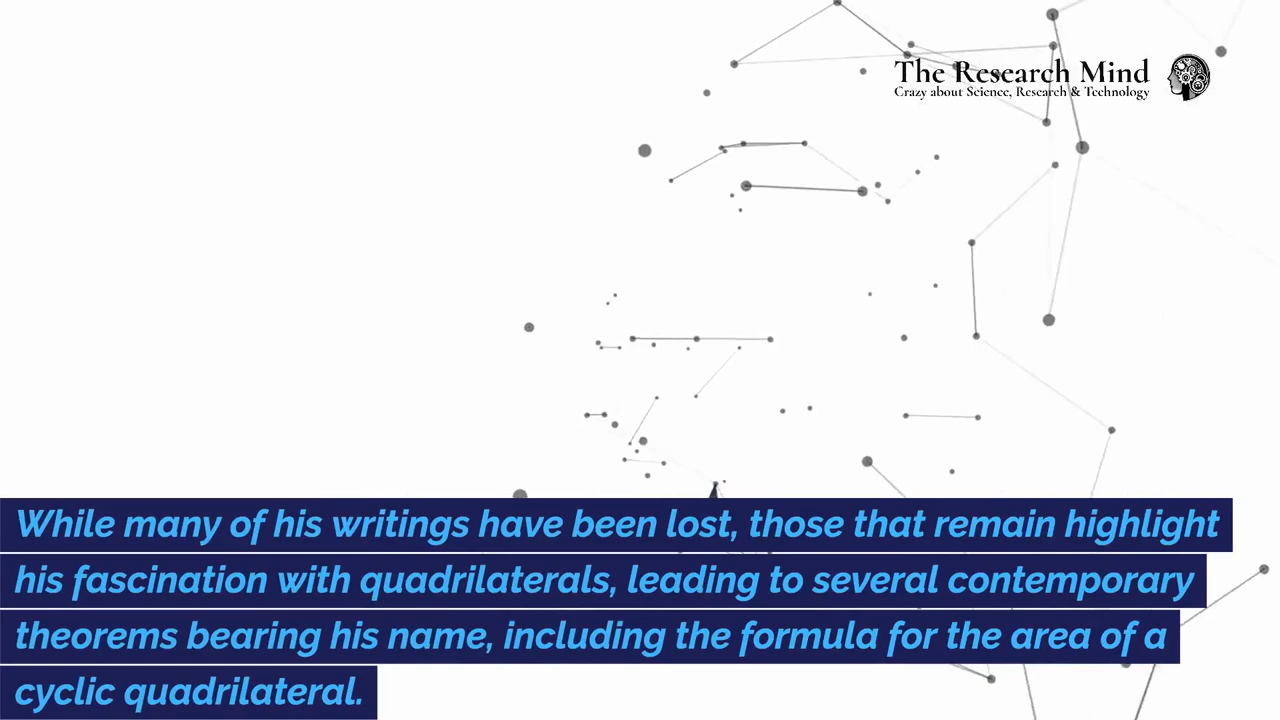 The Research Mind
Crazy about Science, Research & Technology
While many of his writings have been lost, those that remain highlight
his fascination with quadrilaterals, leading to several contemporary
theorems bearing his name, including the formula for the area of a
cyclic quadrilateral.